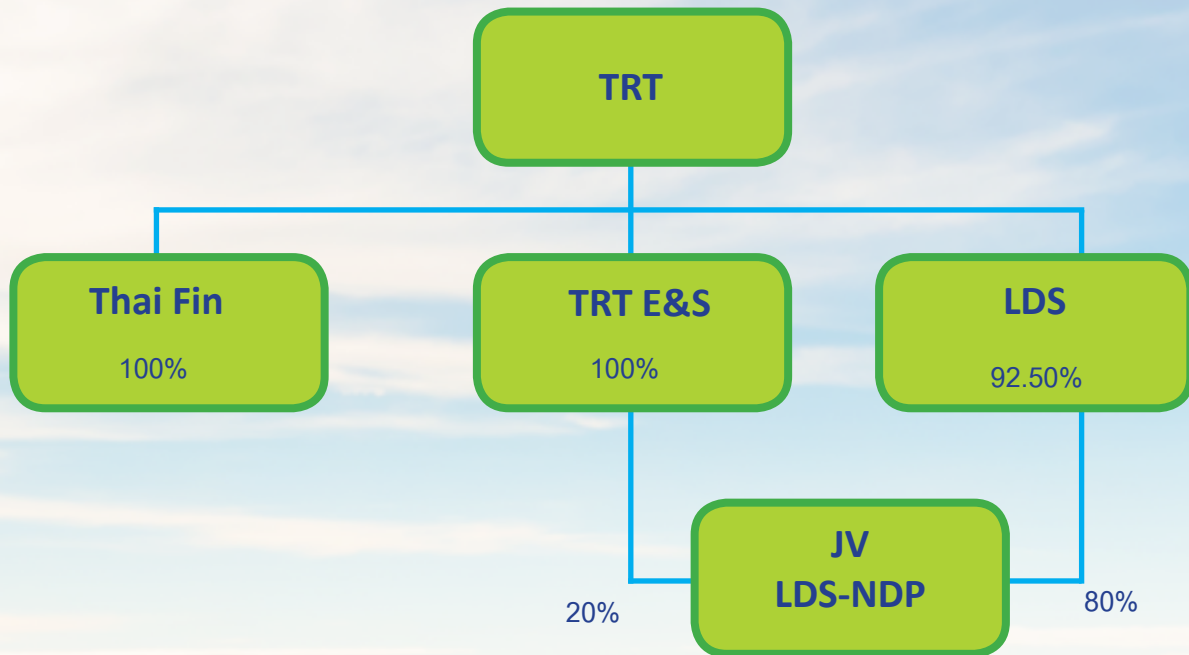 TRT
Thai Fin
100%
TRT E&S
100%
LDS
92.50%
JV
LDS-NDP
20%
80%